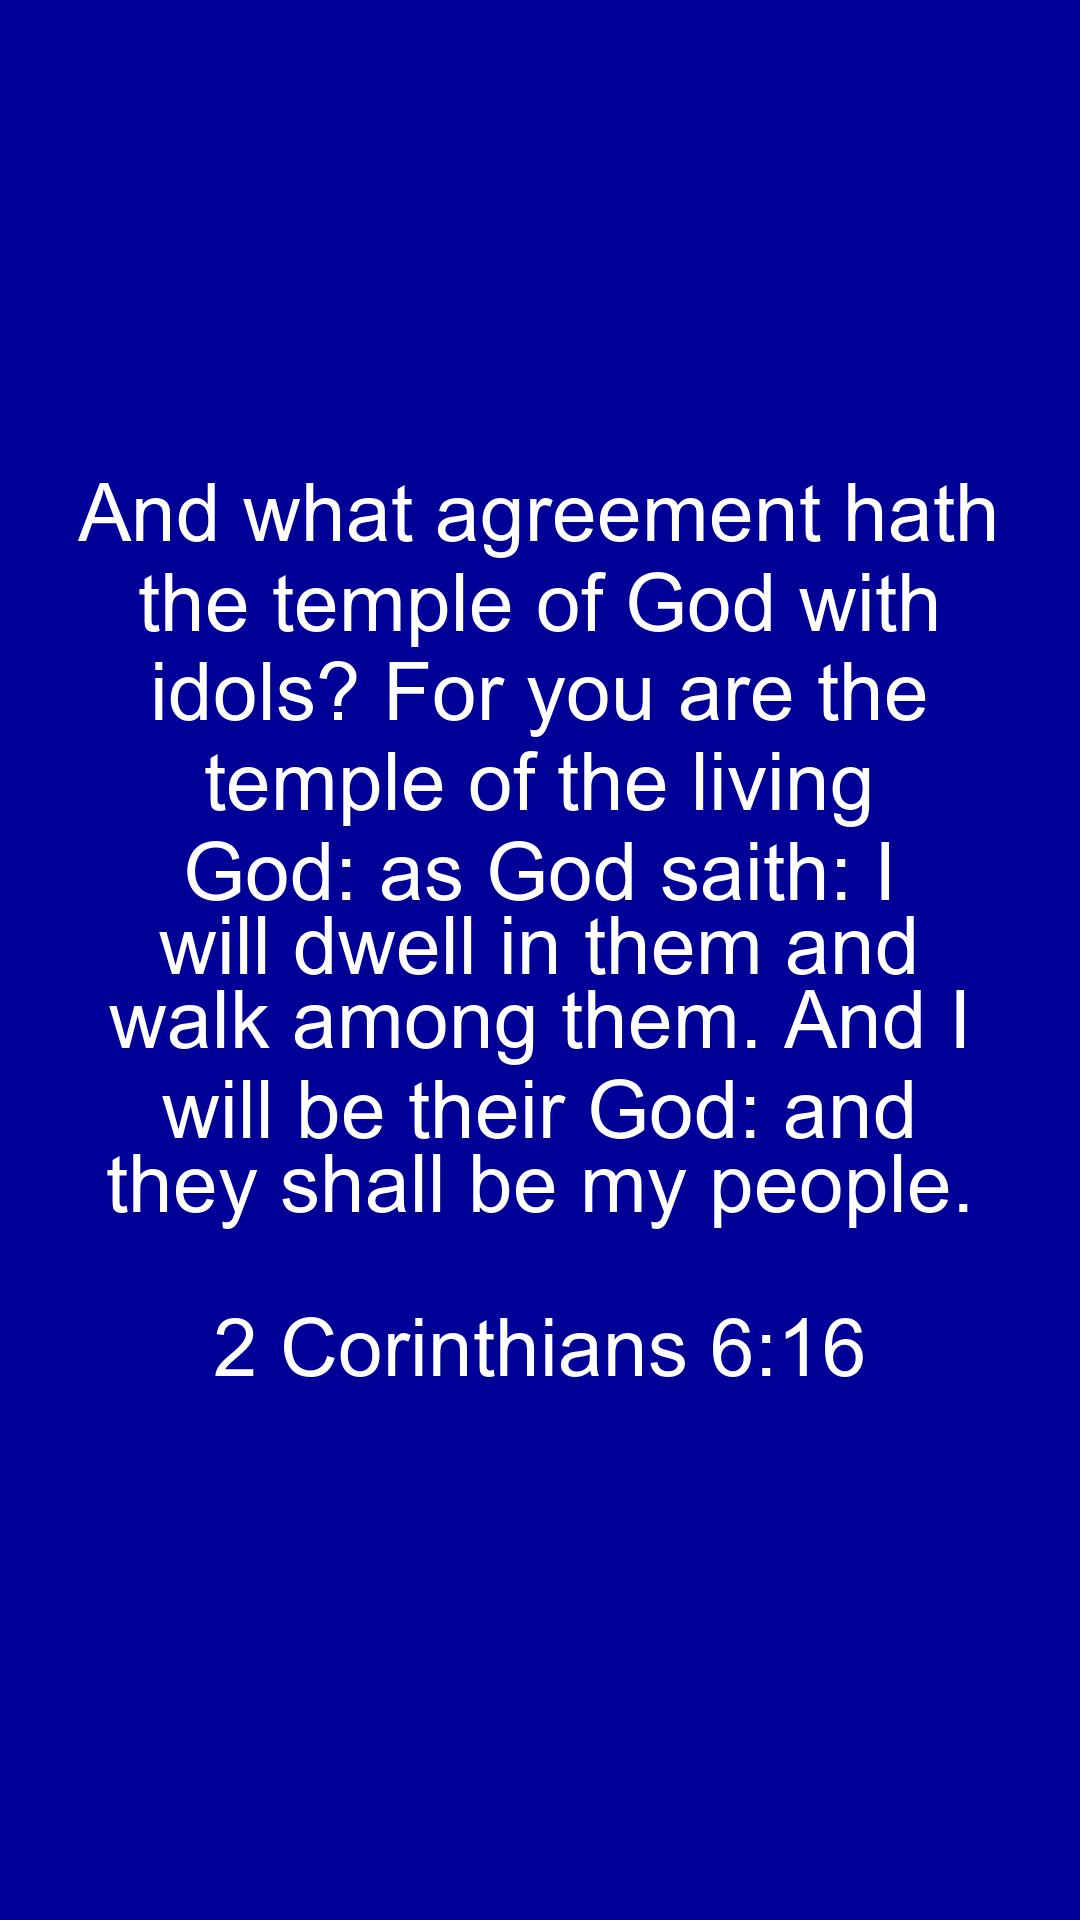 And what agreement hath
the temple of God with
idols? For you are the
temple of the living
God: as God saith: I
will dwell in them and
walk among them. And I
will be their God: and
they shall be my people.
2 Corinthians 6:16